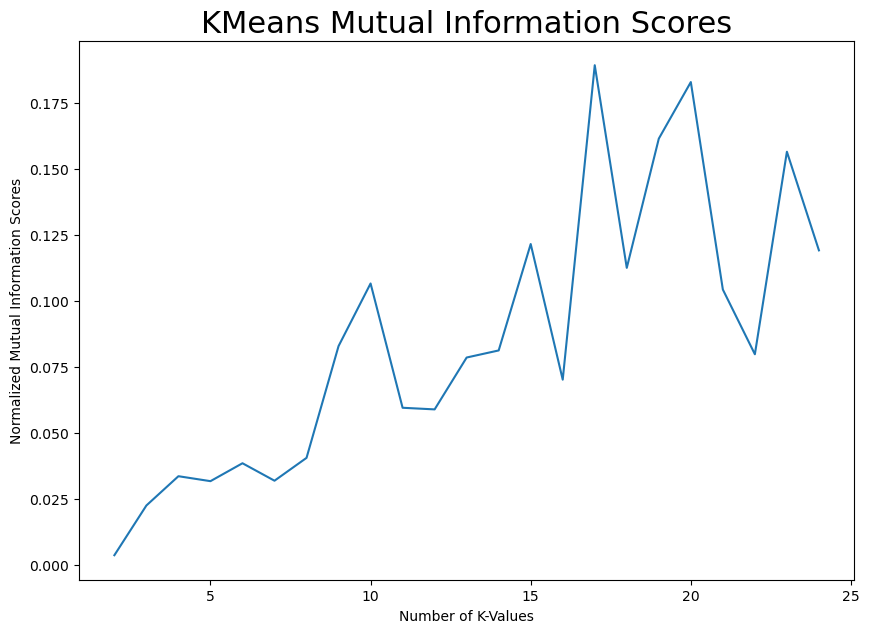 KMeans Mutual Information Scores
Normalized Mutual Information Scores
0.175
0.150
0.125
0.100
0.075
0.050
0.025
0.000
5 10 15 20 25
Number of K-Values